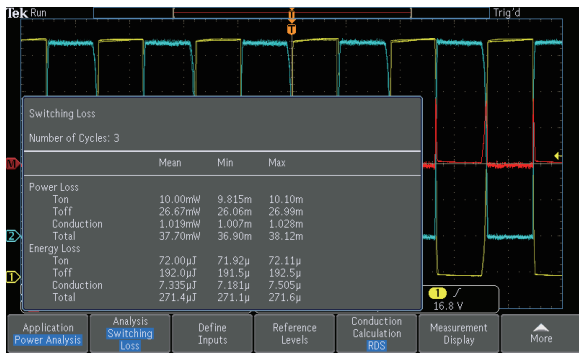 Tek Run Trig'd
T
T
Switching Loss
Number of Cycles: 3
Mean Min Max
Power Loss
Ton 10.00mW 9.815m 10.10m
Toff 26.67mW 26.06m 26.99m
Conduction 1.019mW 1.007m 1.028m
Total 37.70mW 36.90m 38.12m
Energy Loss
Ton 72.00µJ 71.92µ 72.11µ
Toff 192.0µJ 191.5µ 192.5µ
Conduction 7.335µJ 7.181µ 7.505µ
Total 271.4µJ 271.1µ 271.6µ
M
2
1
1
16.8 V
Application
Power Analysis
Analysis
Switching
Loss
Define
Inputs
Reference
Levels
Conduction
Calculation
RDS
Measurement
Display
More